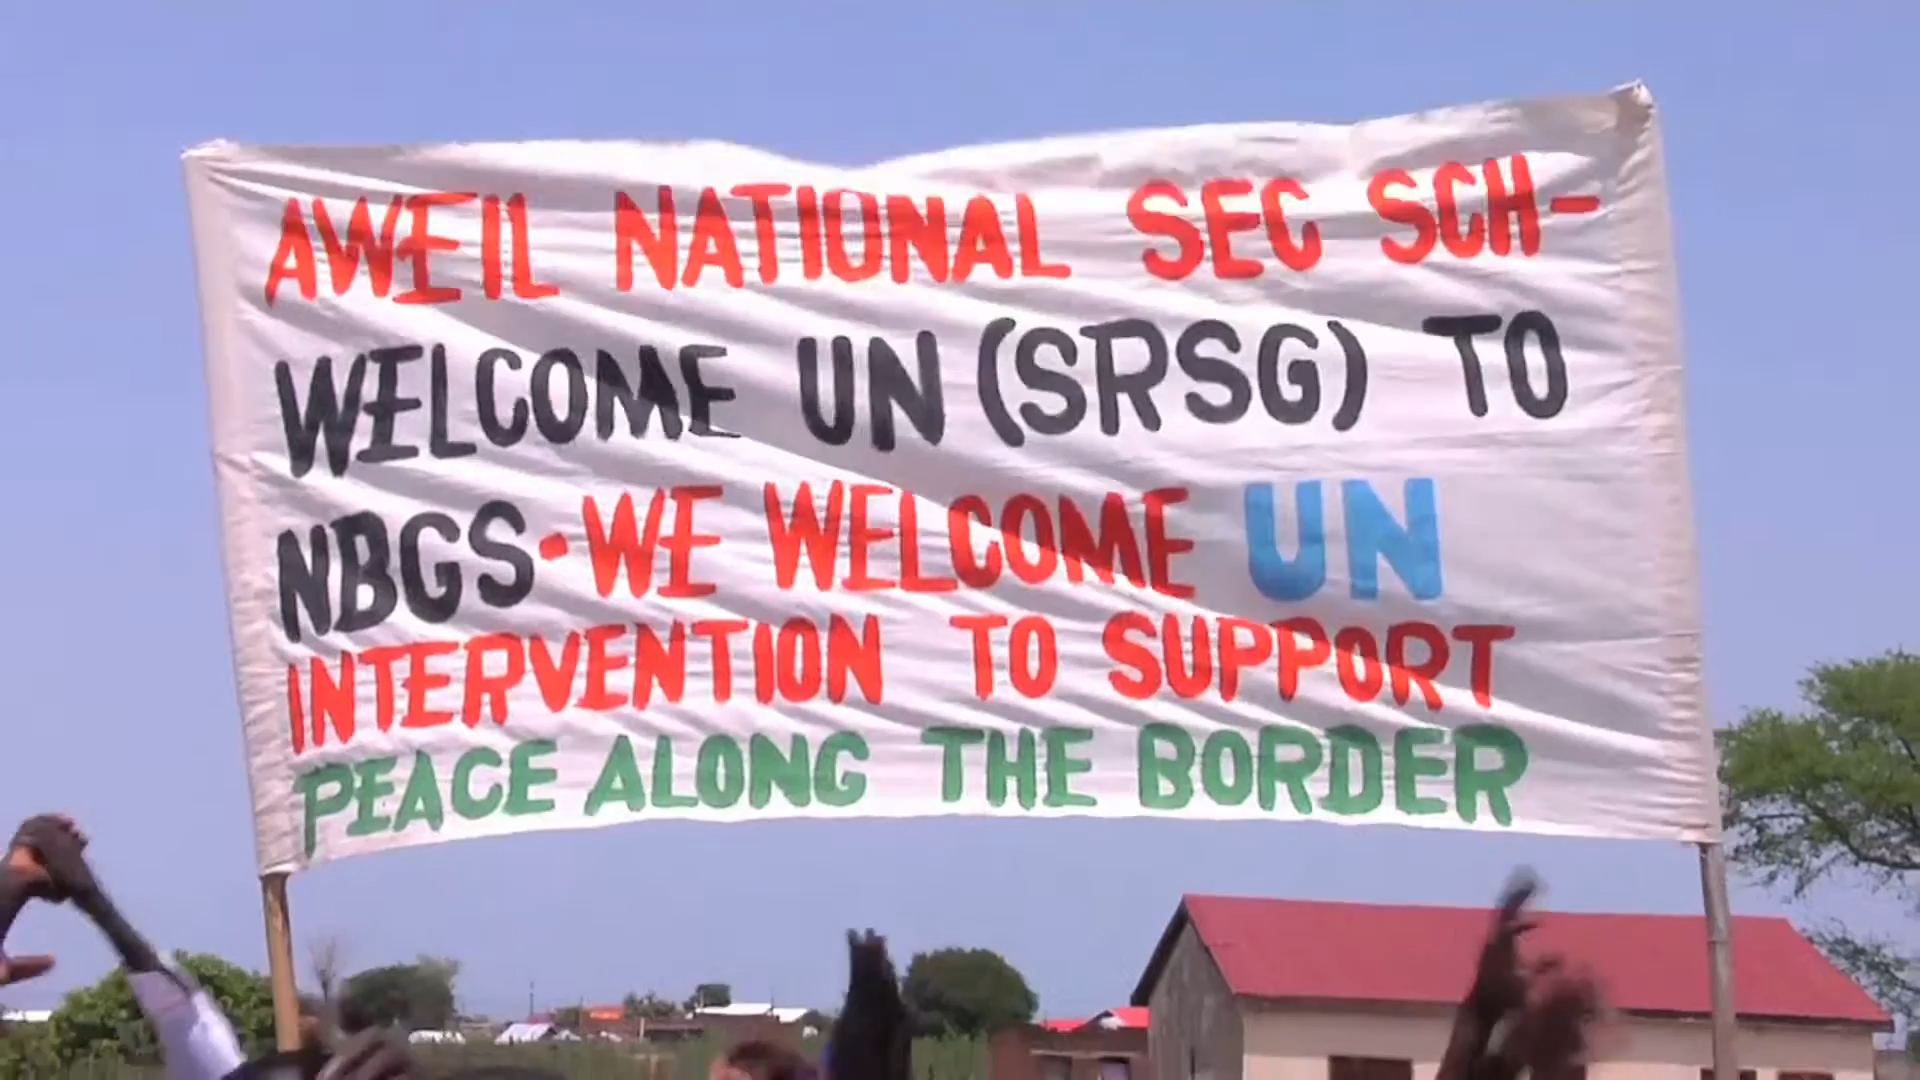 AWEIL NATIONAL SEC SCH-
WELCOME UN (SRSG) TO
NBGS-WE WELCOME UN
INTERVENTION TO SUPPORT
PEACE ALONG THE BORDER